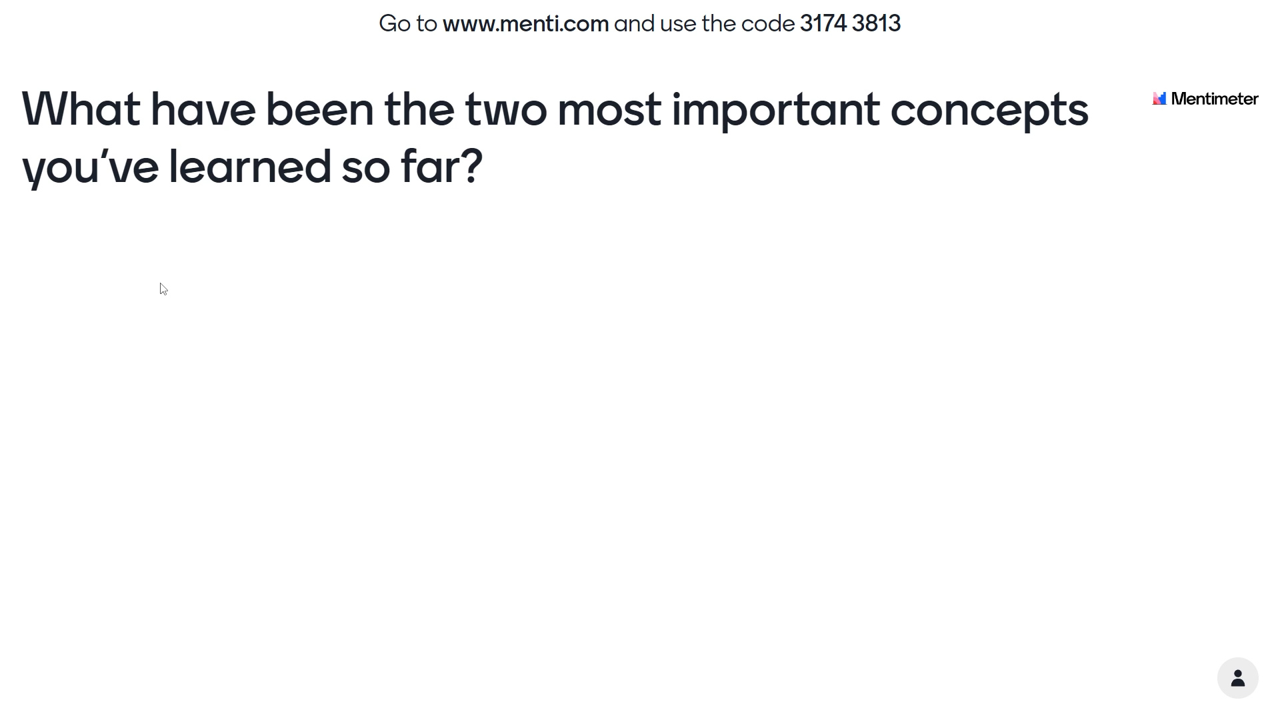 Go to www.menti.com and use the code 3174 3813
What have been the two most important concepts
you’ve learned so far?
Mentimeter